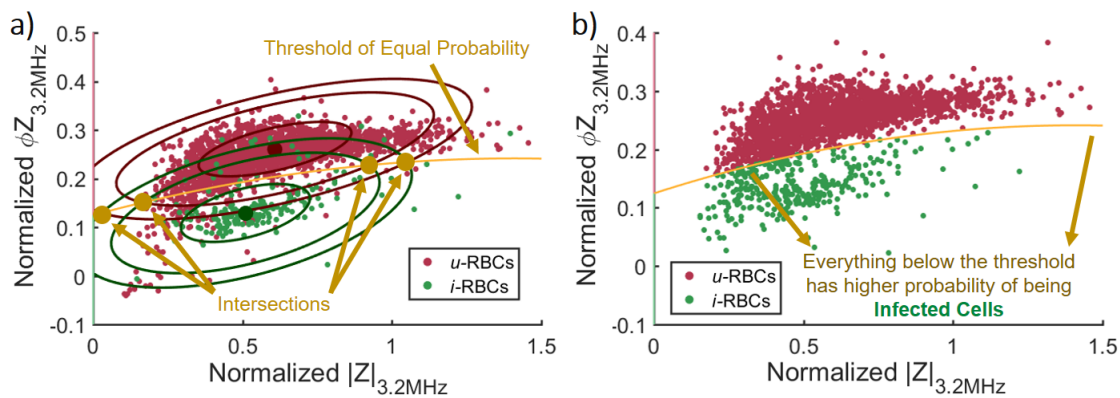 a)
Normalized ϕZ3.2MHz
0.5
0.4
0.3
0.2
0.1
0
-0.1
Threshold of Equal Probability
Intersections
u-RBCs
i-RBCs
0
0.5
1
1.5
Normalized |Z|3.2MHz
b)
Normalized ϕZ3.2MHz
0.4
0.3
0.2
0.1
0
-0.1
Everything below the threshold
has higher probability of being
Infected Cells
u-RBCs
i-RBCs
0
0.5
1
1.5
Normalized |Z|3.2MHz